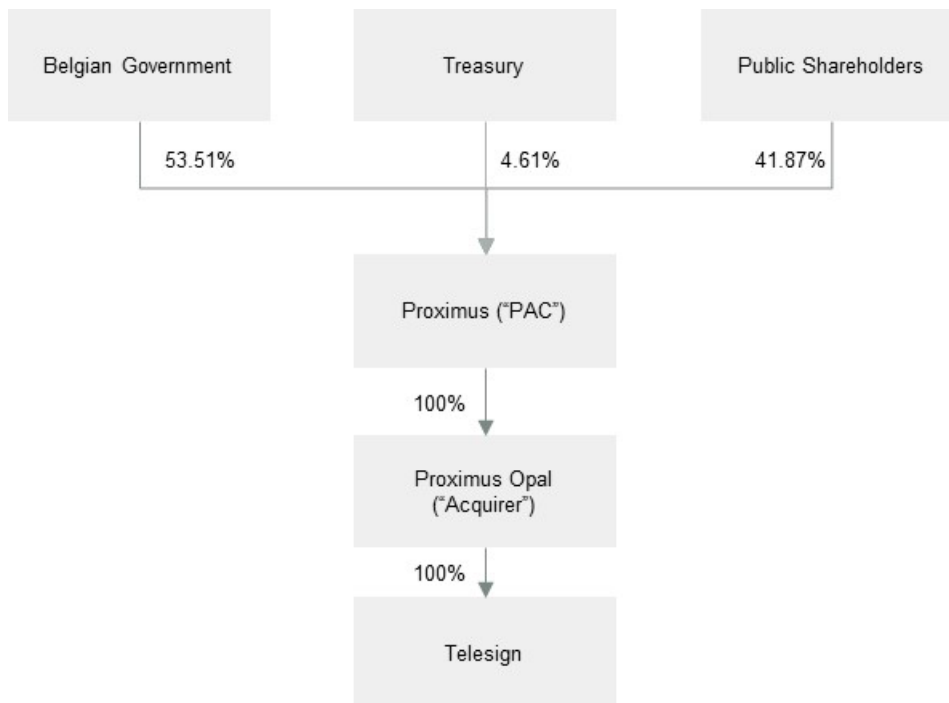 Belgian Government
Treasury
Public Shareholders
53.51%
4.61%
41.87%
Proximus (“PAC”)
100%
Proximus Opal
(“Acquirer”)
100%
Telesign